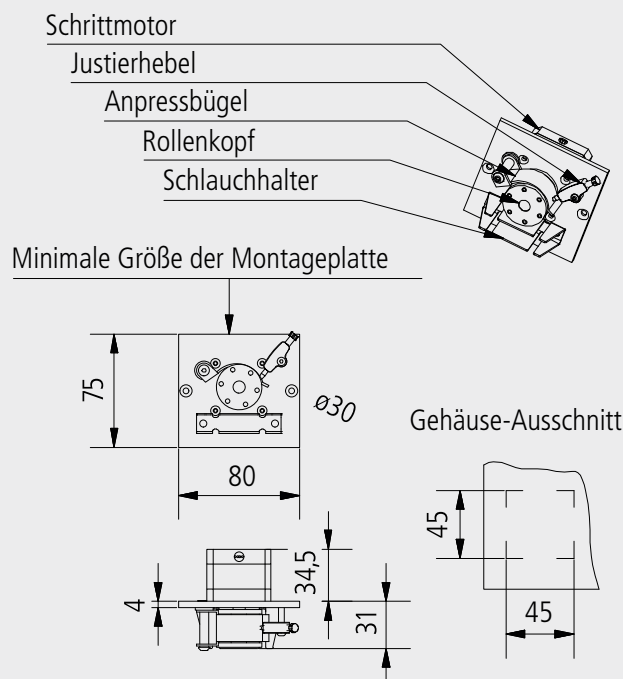 Schrittmotor
Justierhebel
Anpressbügel
Rollenkopf
Schlauchhalter
Minimale Größe der Montageplatte
75
ø30
80
Gehäuse-Ausschnitt
45
45
34,5
4
31